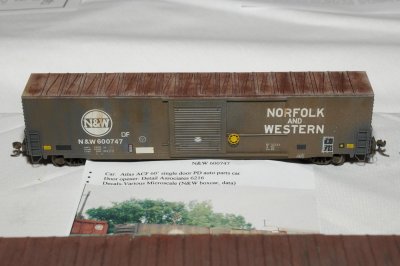 N&W
DF
N&W 600747
NORFOLK
AND
WESTERN
N&W 600747
Car: Atlas ACF 60' single door PD auto parts car
Door opener: Detail Associates 6216
Decals: Various Microscale (N&W boxcar, data)